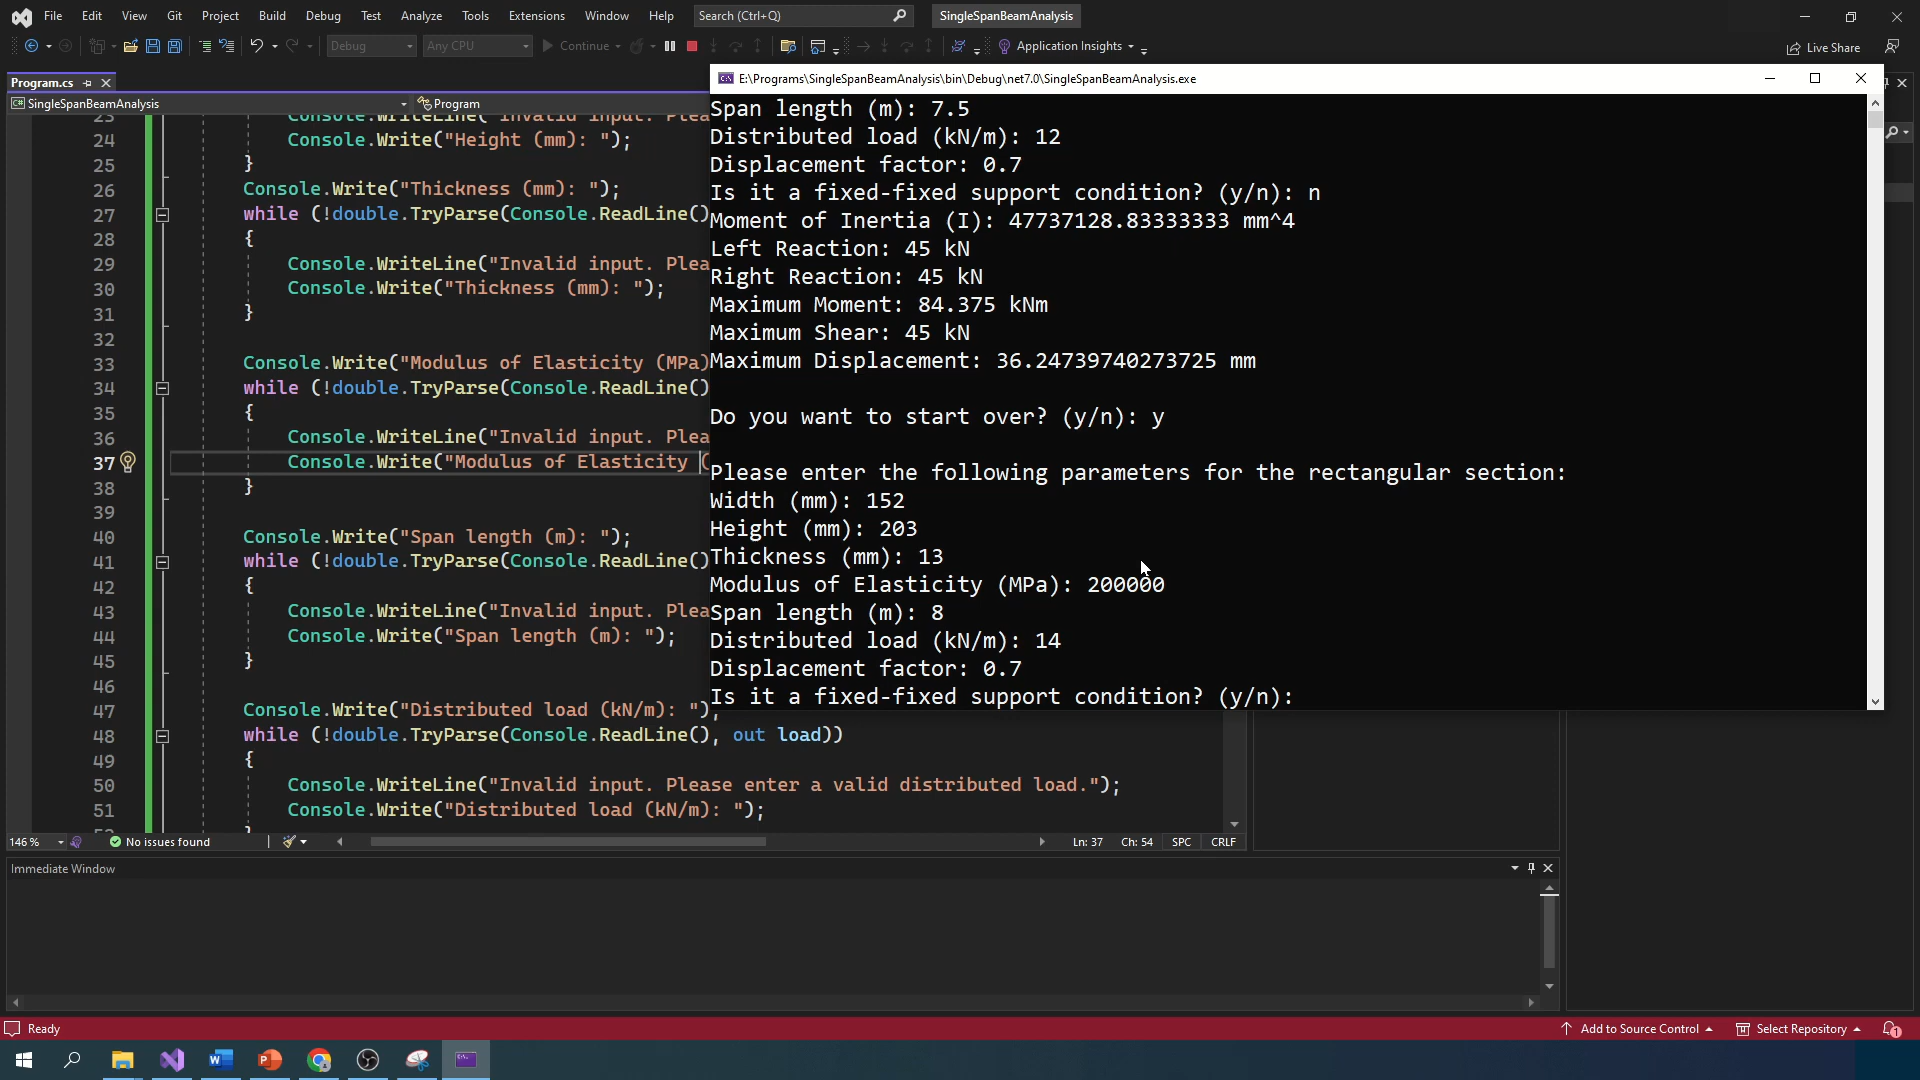 File Edit View Git Project Build Debug Test Analyze Tools Extensions Window Help Search (Ctrl+Q) SingleSpanBeamAnalysis
Debug Any CPU Continue Application Insights Live Share
Program.cs
SingleSpanBeamAnalysis Program
E:\Programs\SingleSpanBeamAnalysis\bin\Debug\net7.0\SingleSpanBeamAnalysis.exe
23 Console.WriteLine("Invalid input. Plea
24 Console.Write("Height (mm): ");
25 }
26 Console.Write("Thickness (mm): ");
27 while (!double.TryParse(Console.ReadLine()
28 {
29 Console.WriteLine("Invalid input. Plea
30 Console.Write("Thickness (mm): ");
31 }
32
33 Console.Write("Modulus of Elasticity (MPa)
34 while (!double.TryParse(Console.ReadLine()
35 {
36 Console.WriteLine("Invalid input. Plea
37 Console.Write("Modulus of Elasticity (
38 }
39
40 Console.Write("Span length (m): ");
41 while (!double.TryParse(Console.ReadLine()
42 {
43 Console.WriteLine("Invalid input. Plea
44 Console.Write("Span length (m): ");
45 }
46
47 Console.Write("Distributed load (kN/m): ");
48 while (!double.TryParse(Console.ReadLine(), out load))
49 {
50 Console.WriteLine("Invalid input. Please enter a valid distributed load.");
51 Console.Write("Distributed load (kN/m): ");
Span length (m): 7.5
Distributed load (kN/m): 12
Displacement factor: 0.7
Is it a fixed-fixed support condition? (y/n): n
Moment of Inertia (I): 47737128.83333333 mm^4
Left Reaction: 45 kN
Right Reaction: 45 kN
Maximum Moment: 84.375 kNm
Maximum Shear: 45 kN
Maximum Displacement: 36.24739740273725 mm
Do you want to start over? (y/n): y
Please enter the following parameters for the rectangular section:
Width (mm): 152
Height (mm): 203
Thickness (mm): 13
Modulus of Elasticity (MPa): 200000
Span length (m): 8
Distributed load (kN/m): 14
Displacement factor: 0.7
Is it a fixed-fixed support condition? (y/n):
146 % No issues found Ln: 37 Ch: 54 SPC CRLF
Immediate Window
Ready Add to Source Control Select Repository 1